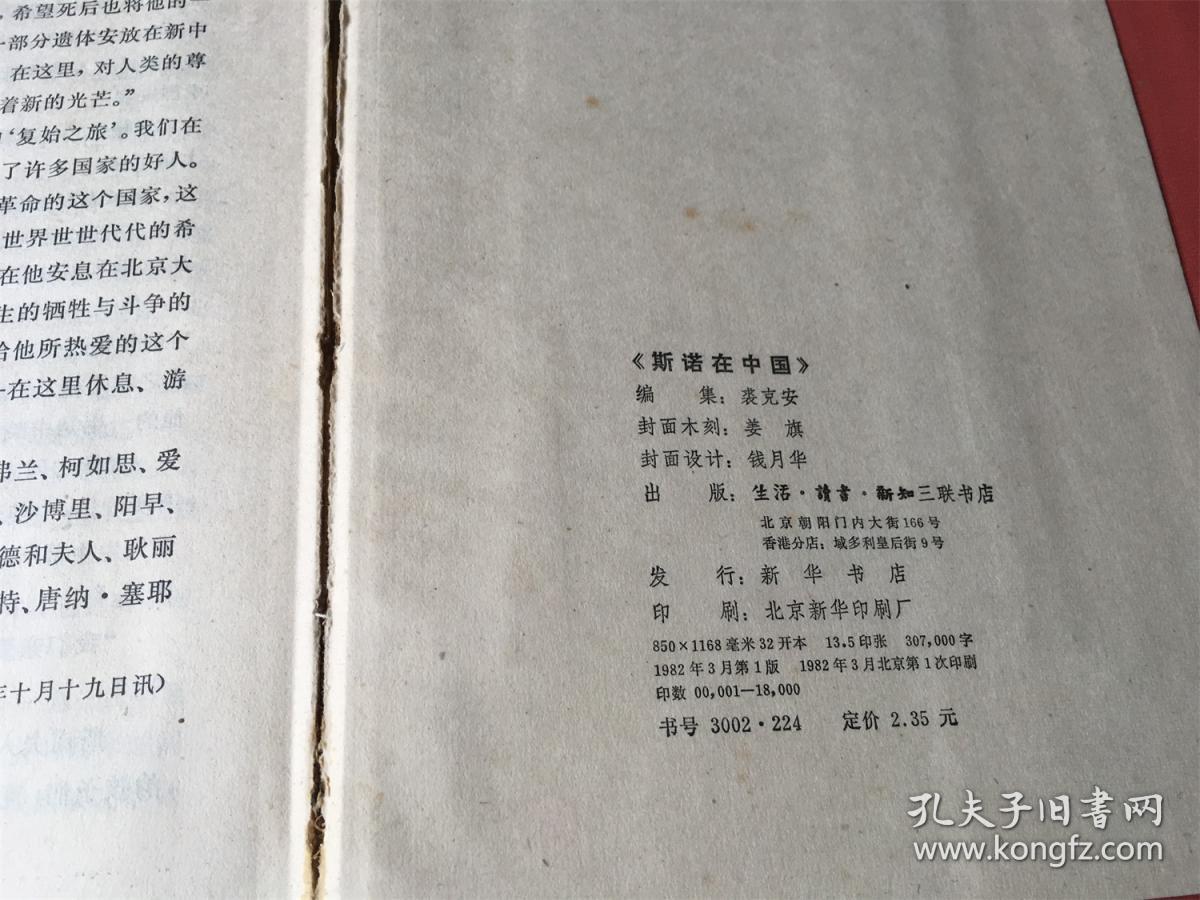 ，希望死后也将他的一
部分遗体安放在新中
在这里，对人类的尊
着新的光芒。”
‘复始之旅’。我们在
了许多国家的好人。
革命的这个国家，这
世界世世代代的希
在他安息在北京大
生的牺牲与斗争的
给他所热爱的这个
在这里休息、游
弗兰、柯如思、爱
、沙博里、阳早、
德和夫人、耿丽
特、唐纳·塞耶
年十月十九日讯）
《斯诺在中国》
编　　集：裘克安
封面木刻：姜　旗
封面设计：钱月华
出　　版：生活·讀書·新知三联书店
北京朝阳门内大街166号
香港分店：域多利皇后街9号
发　　行：新 华 书 店
印　　刷：北京新华印刷厂
850×1168毫米32开本　13.5印张　307,000字
1982年3月第1版　1982年3月北京第1次印刷
印数 00,001—18,000
书号 3002·224　定价 2.35 元
孔夫子旧书网
www.kongfz.com